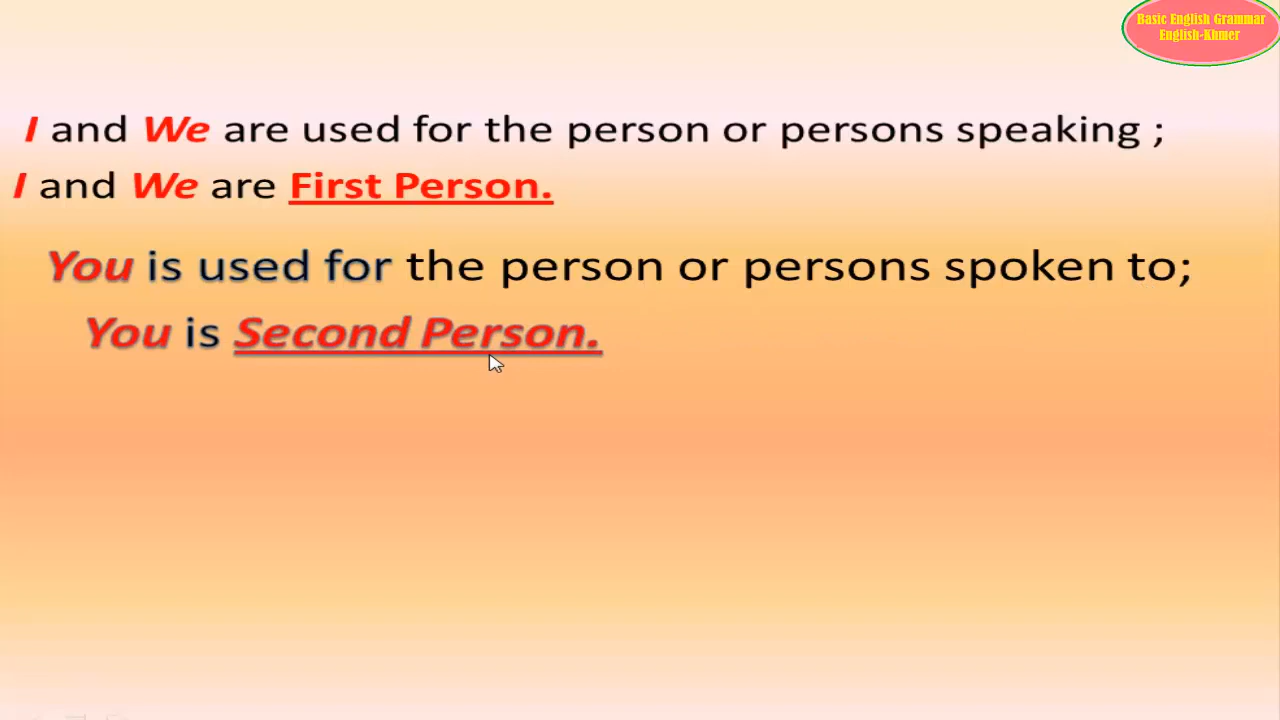 Basic English Grammar
English-Khmer
I and We are used for the person or persons speaking ;
I and We are First Person.
You is used for the person or persons spoken to;
You is Second Person.